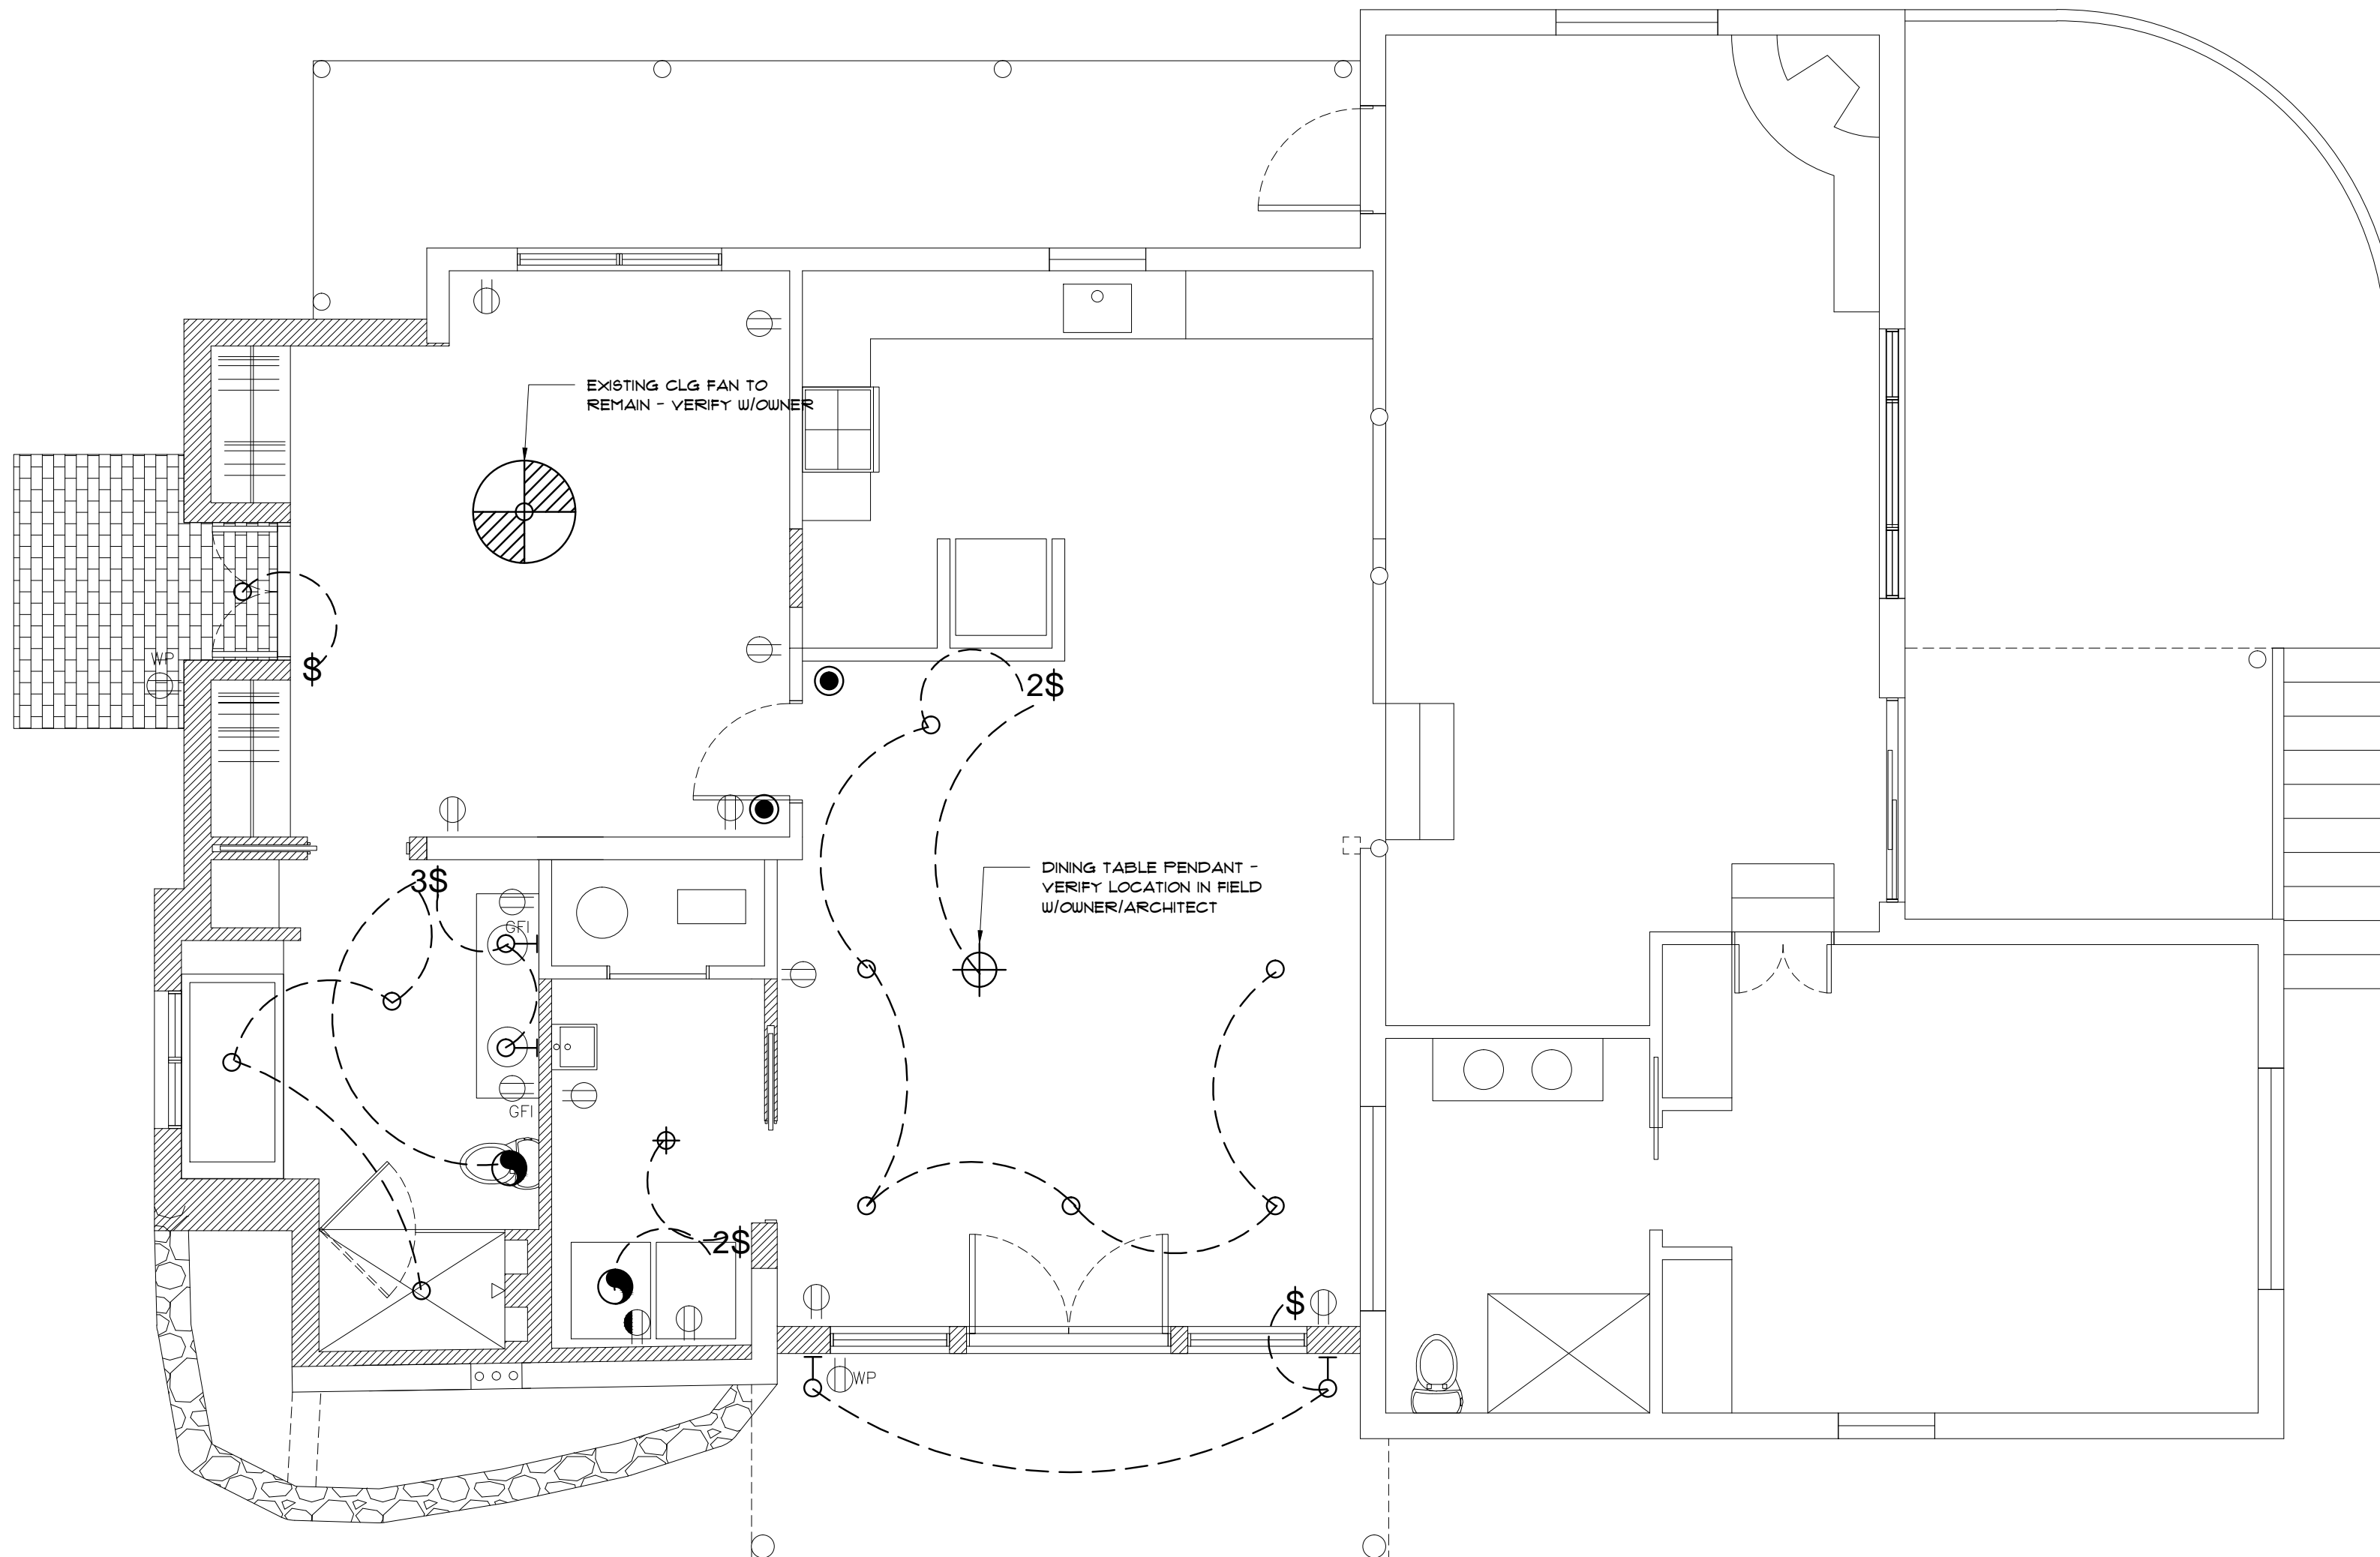 EXISTING CLG FAN TO
REMAIN - VERIFY W/OWNER
WP
$
2$
DINING TABLE PENDANT -
VERIFY LOCATION IN FIELD
W/OWNER/ARCHITECT
3$
GFI
GFI
2$
$
WP